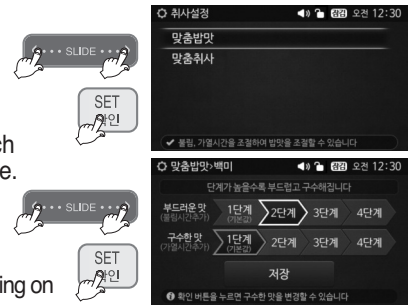 취사설정 잠김 오전 12:30
SLIDE
맞춤밥맛
맞춤취사
SET
확인
불림, 가열시간을 조절하여 밥맛을 조절할 수 있습니다
ch
e.
맞춤밥맛>백미 잠김 오전 12:30
단계가 높을수록 부드럽고 구수해집니다
SLIDE
부드러운 맛 1단계 2단계 3단계 4단계
(불림시간추가) (기본값)
구수한 맛 1단계 2단계 3단계 4단계
(가열시간추가) (기본값)
SET
확인
저장
ing on
확인 버튼을 누르면 구수한 맛을 변경할 수 있습니다